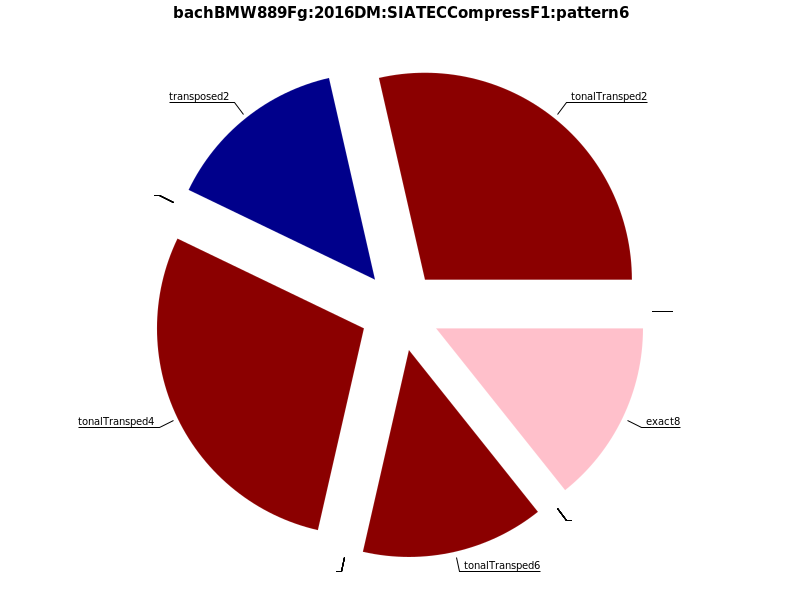 bachBMW889Fg:2016DM:SIATECCompressF1:pattern6
transposed2
tonalTransped2
tonalTransped4
exact8
tonalTransped6